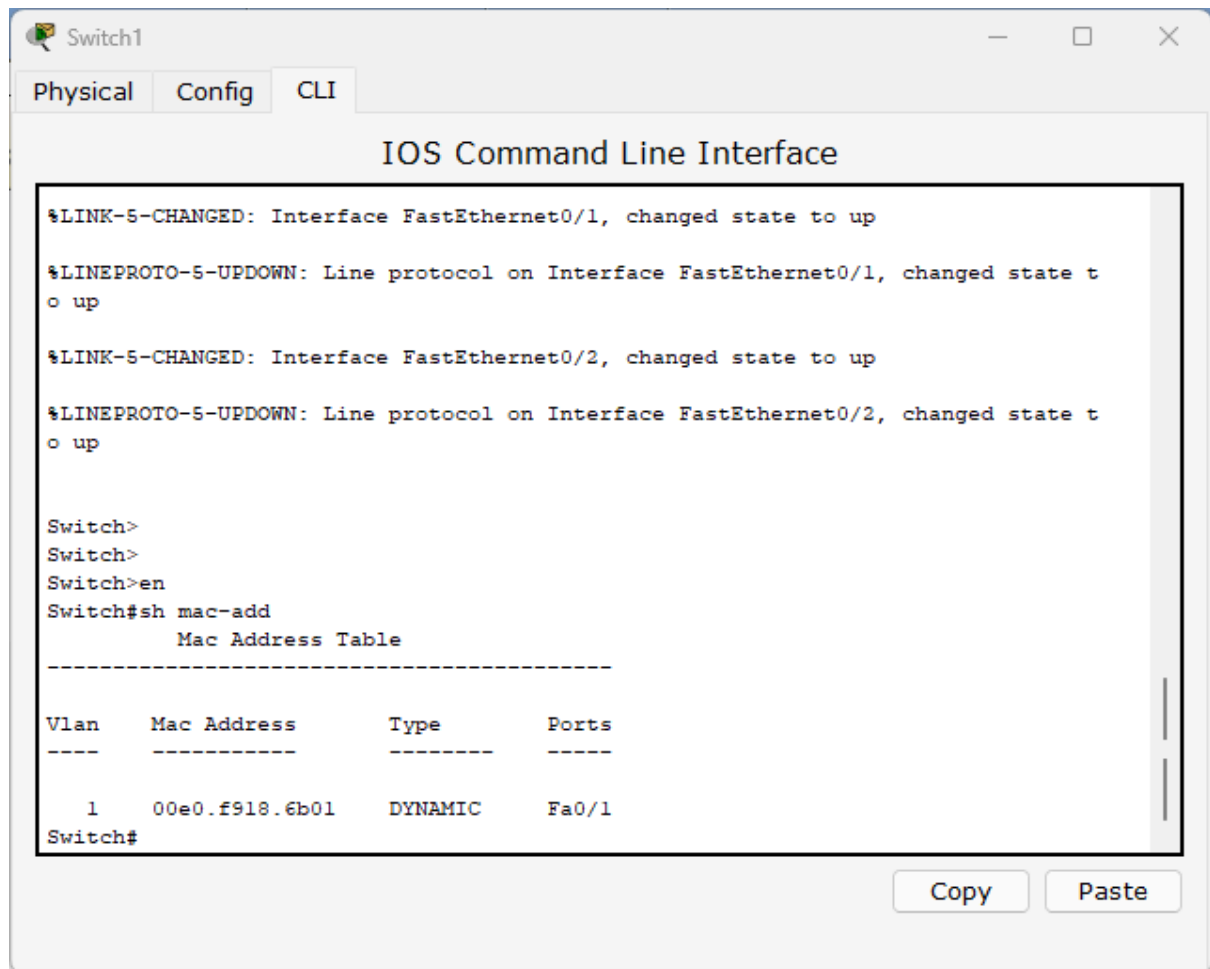 Switch1
Physical Config CLI
IOS Command Line Interface
%LINK-5-CHANGED: Interface FastEthernet0/1, changed state to up
%LINEPROTO-5-UPDOWN: Line protocol on Interface FastEthernet0/1, changed state t
o up
%LINK-5-CHANGED: Interface FastEthernet0/2, changed state to up
%LINEPROTO-5-UPDOWN: Line protocol on Interface FastEthernet0/2, changed state t
o up
Switch>
Switch>
Switch>en
Switch#sh mac-add
Mac Address Table
-------------------------------------------
Vlan Mac Address Type Ports
---- ----------- -------- -----
1 00e0.f918.6b01 DYNAMIC Fa0/1
Switch#
Copy Paste